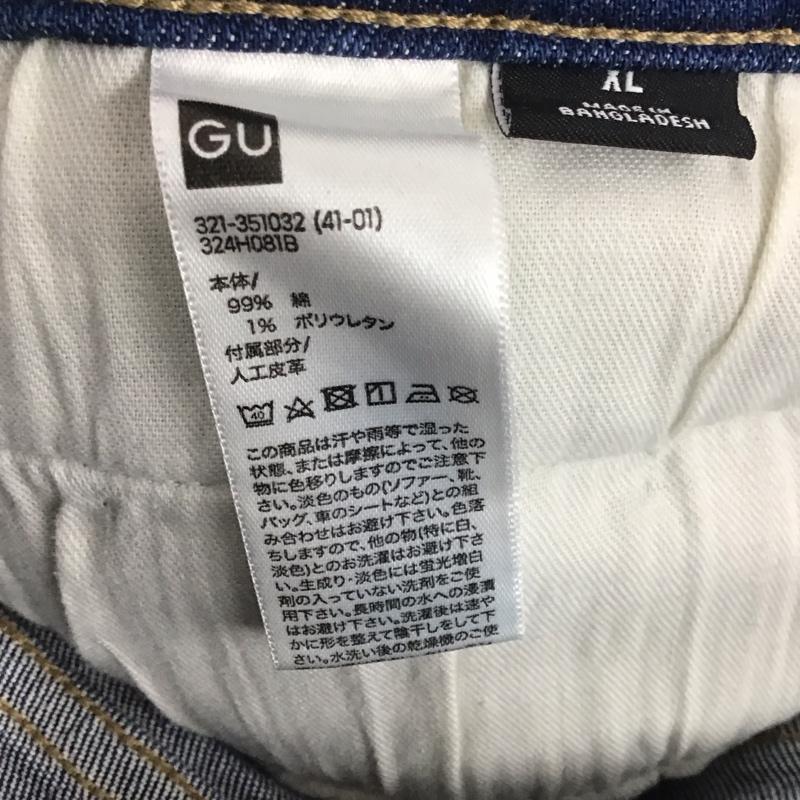 XL
MADE IN
BANGLADESH
GU
321-351032 (41-01)
324H081B
本体/
99% 綿
1% ポリウレタン
付属部分/
人工皮革
40
この商品は汗や雨等で湿った
状態、または摩擦によって、他の
物に色移りしますのでご注意下
さい。淡色のもの(ソファー、靴、
バッグ、車のシートなど)との組
み合わせはお避け下さい。色落
ちしますので、他の物(特に白、
淡色)とのお洗濯はお避け下さ
い。生成り・淡色には蛍光増白
剤の入っていない洗剤をご使
用下さい。長時間の水への浸漬
はお避け下さい。洗濯後は速や
かに形を整えて陰干しをして下
さい。水洗い後の乾燥機のご使